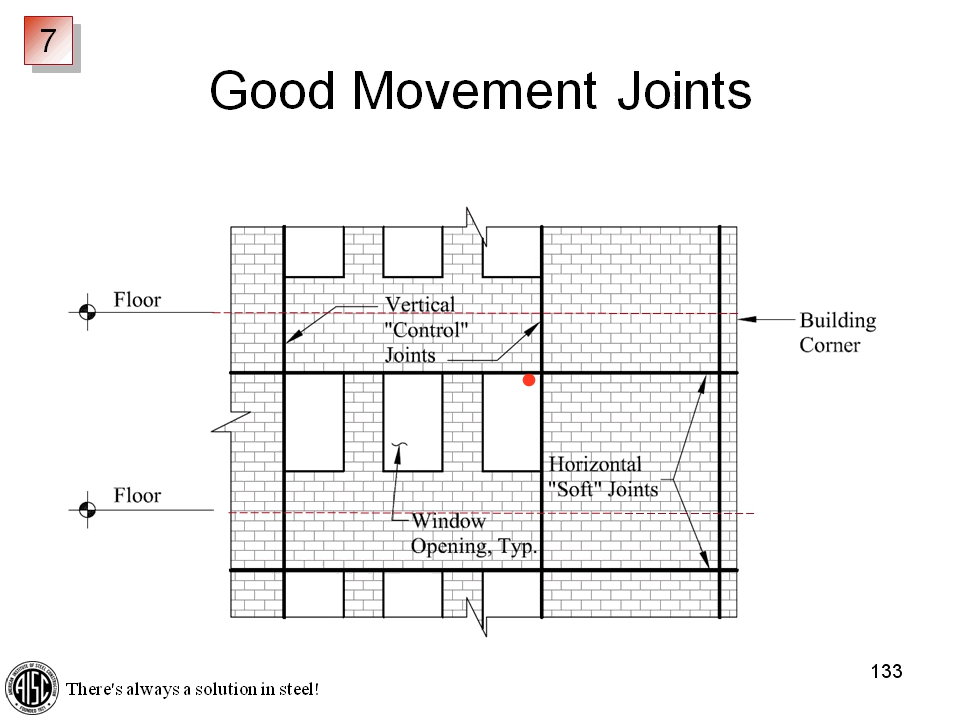 7
Good Movement Joints
Floor
Vertical
"Control"
Joints
Building
Corner
Horizontal
"Soft" Joints
Floor
Window
Opening, Typ.
133
AISC
There's always a solution in steel!